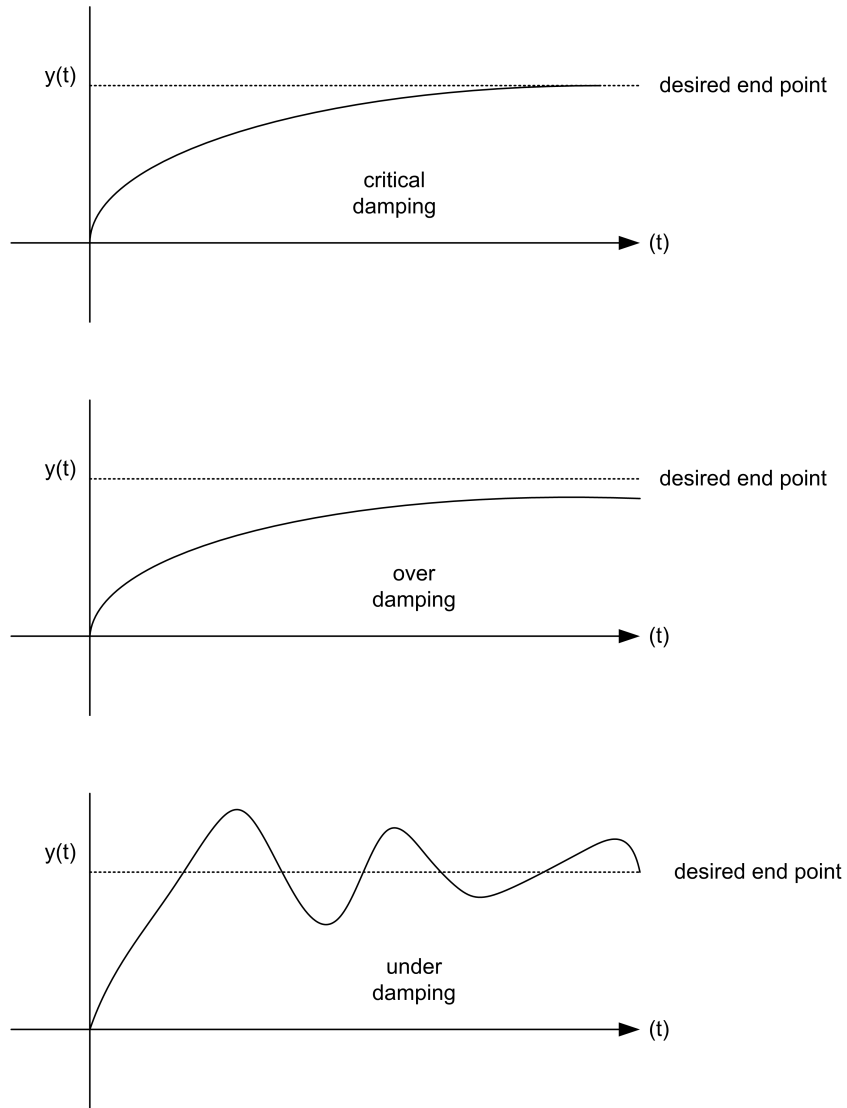 y(t)
desired end point
critical
damping
(t)
y(t)
desired end point
over
damping
(t)
y(t)
desired end point
under
damping
(t)